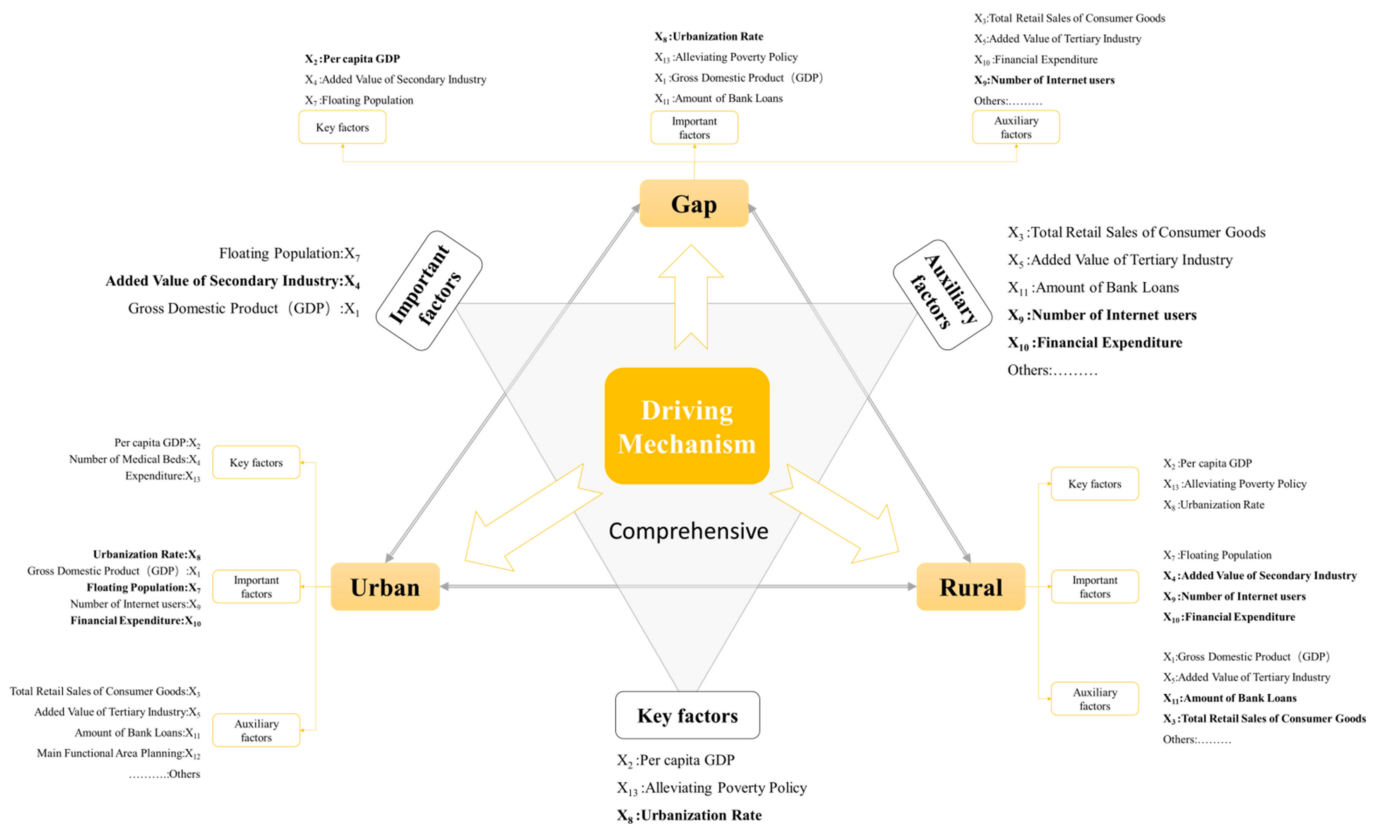 X₂:Per capita GDP
X₄:Added Value of Secondary Industry
X₇:Floating Population
Key factors
X₈:Urbanization Rate
X₁₃:Alleviating Poverty Policy
X₁:Gross Domestic Product（GDP）
X₁₁:Amount of Bank Loans
Important
factors
X₃:Total Retail Sales of Consumer Goods
X₅:Added Value of Tertiary Industry
X₁₀:Financial Expenditure
X₉:Number of Internet users
Others:………
Auxiliary
factors
Gap
Floating Population:X₇
Added Value of Secondary Industry:X₄
Gross Domestic Product（GDP）:X₁
Important
factors
Auxiliary
factors
X₃:Total Retail Sales of Consumer Goods
X₅:Added Value of Tertiary Industry
X₁₁:Amount of Bank Loans
X₉:Number of Internet users
X₁₀:Financial Expenditure
Others:………
Driving
Mechanism
Comprehensive
Per capita GDP:X₂
Number of Medical Beds:X₄
Expenditure:X₁₃
Key factors
Urbanization Rate:X₈
Gross Domestic Product（GDP）:X₁
Floating Population:X₇
Number of Internet users:X₉
Financial Expenditure:X₁₀
Important
factors
Total Retail Sales of Consumer Goods:X₃
Added Value of Tertiary Industry:X₅
Amount of Bank Loans:X₁₁
Main Functional Area Planning:X₁₂
……….:Others
Auxiliary
factors
Urban
Rural
Key factors
X₂:Per capita GDP
X₁₃:Alleviating Poverty Policy
X₈:Urbanization Rate
Important
factors
X₇:Floating Population
X₄:Added Value of Secondary Industry
X₉:Number of Internet users
X₁₀:Financial Expenditure
Auxiliary
factors
X₁:Gross Domestic Product（GDP）
X₅:Added Value of Tertiary Industry
X₁₁:Amount of Bank Loans
X₃:Total Retail Sales of Consumer Goods
Others:………
Key factors
X₂:Per capita GDP
X₁₃:Alleviating Poverty Policy
X₈:Urbanization Rate